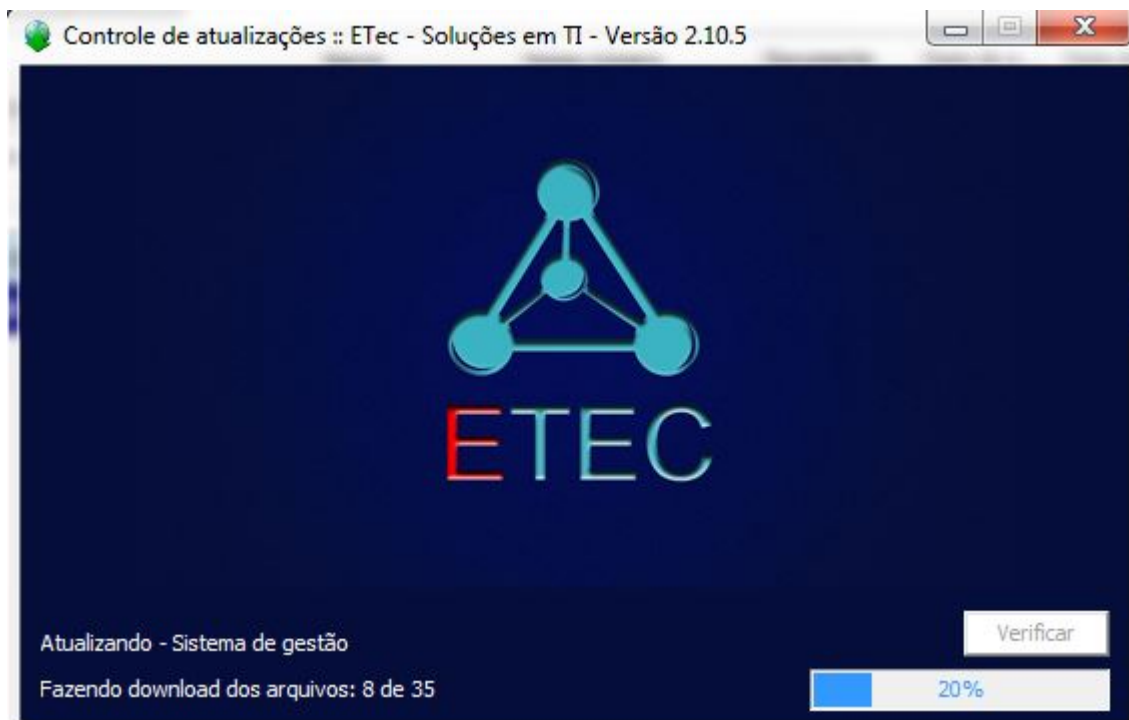 Controle de atualizações :: ETec - Soluções em TI - Versão 2.10.5
ETEC
Atualizando - Sistema de gestão
Verificar
Fazendo download dos arquivos: 8 de 35
20%